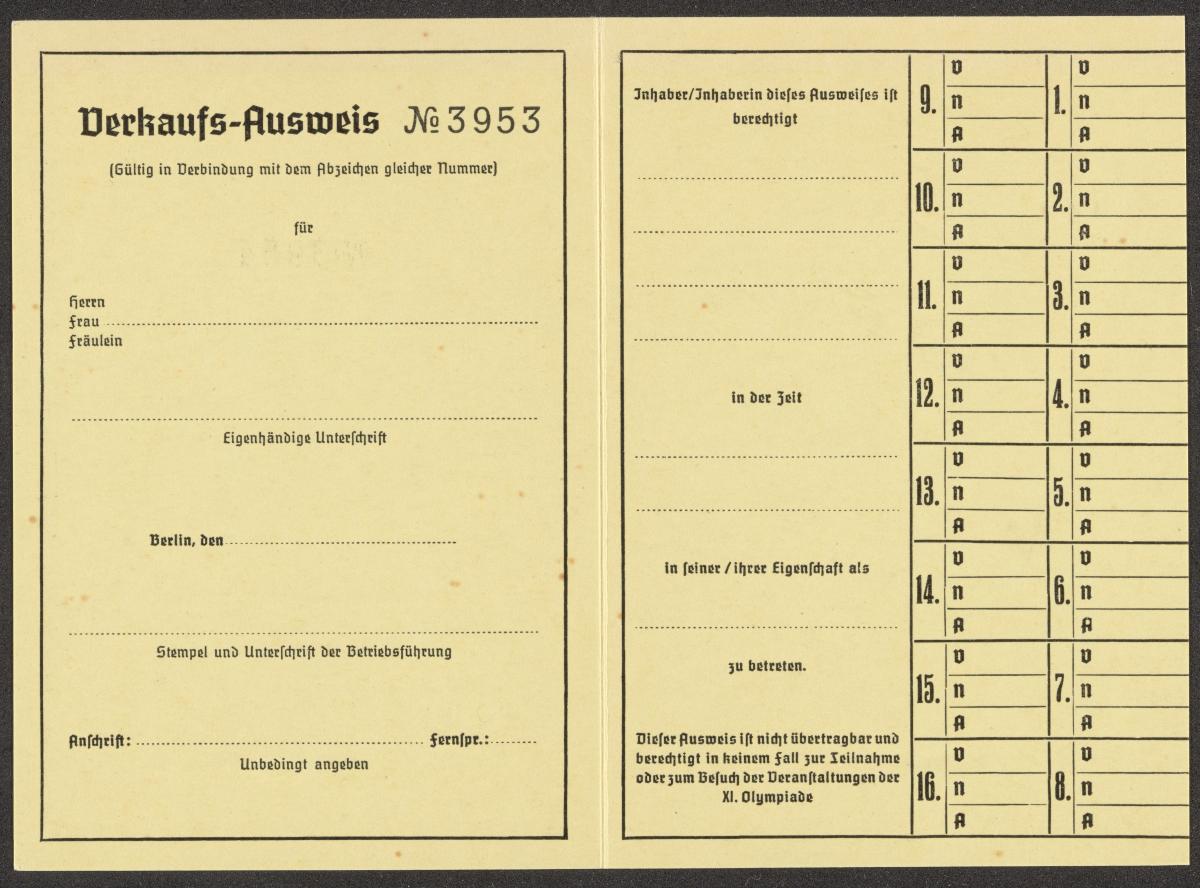 Verkaufs-Ausweis № 3953
(Gültig in Verbindung mit dem Abzeichen gleicher Nummer)
für
Herrn
Frau
Fräulein
Eigenhändige Unterſchrift
Berlin, den
Stempel und Unterſchrift der Betriebsführung
Anſchrift: Fernſpr.:
Unbedingt angeben
Inhaber/Inhaberin dieſes Ausweiſes iſt
berechtigt
in der Zeit
in ſeiner / ihrer Eigenſchaft als
zu betreten.
Dieſer Ausweis iſt nicht übertragbar und
berechtigt in keinem Fall zur Teilnahme
oder zum Beſuch der Veranſtaltungen der
XI. Olympiade
9. V N A
1. V N A
10. V N A
2. V N A
11. V N A
3. V N A
12. V N A
4. V N A
13. V N A
5. V N A
14. V N A
6. V N A
15. V N A
7. V N A
16. V N A
8. V N A